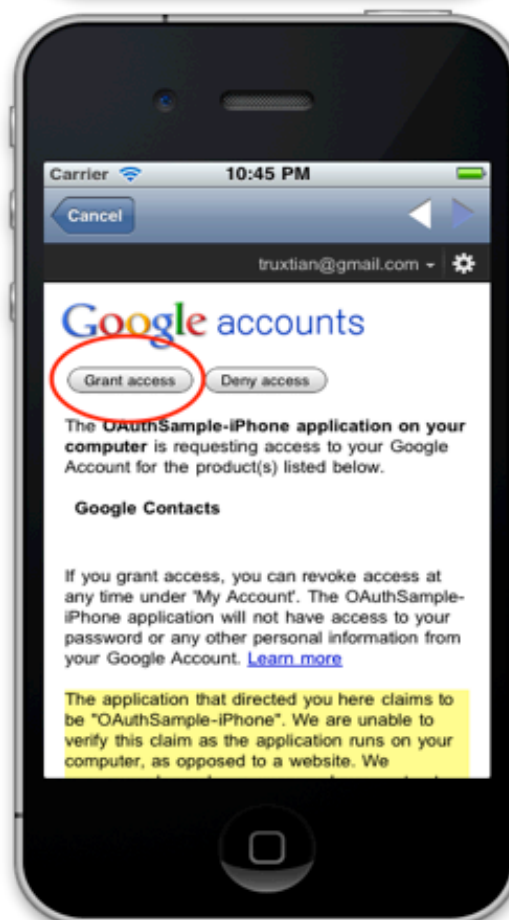 Carrier 10:45 PM
Cancel
truxtian@gmail.com
Google accounts
Grant access Deny access
The OAuthSample-iPhone application on your
computer is requesting access to your Google
Account for the product(s) listed below.
Google Contacts
If you grant access, you can revoke access at
any time under 'My Account'. The OAuthSample-
iPhone application will not have access to your
password or any other personal information from
your Google Account. Learn more
The application that directed you here claims to
be "OAuthSample-iPhone". We are unable to
verify this claim as the application runs on your
computer, as opposed to a website. We